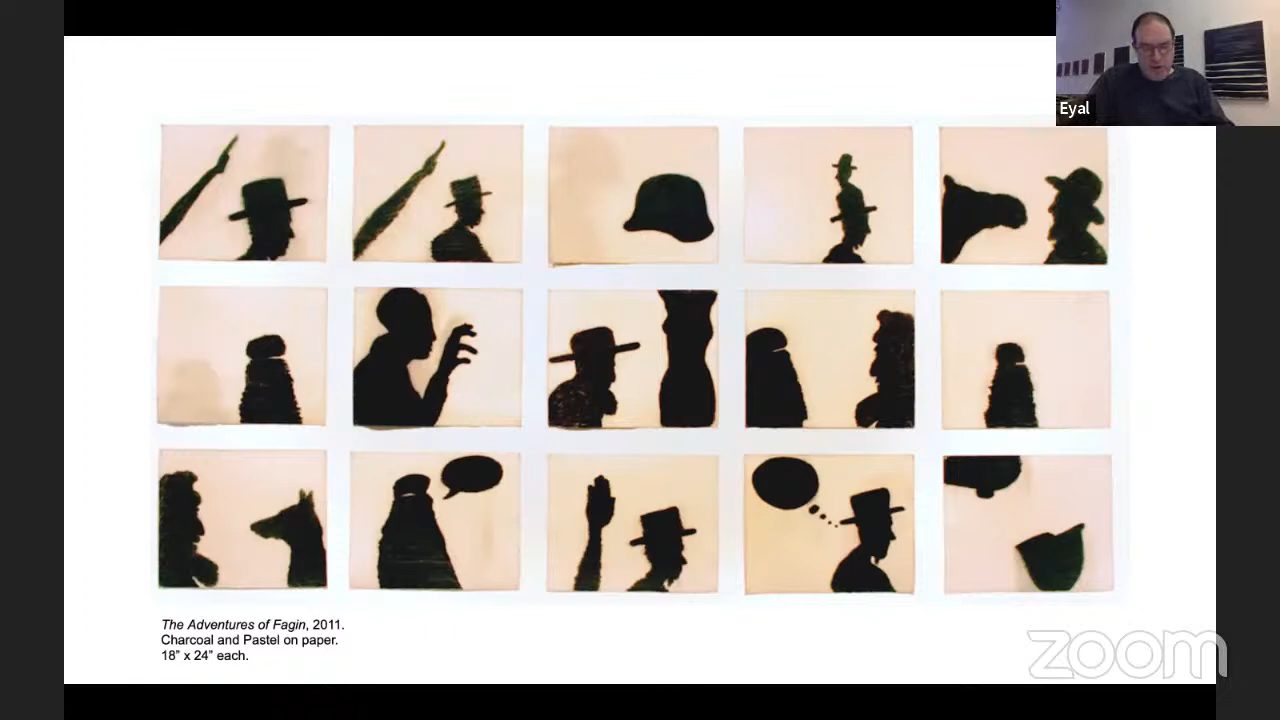 Eyal
The Adventures of Fagin, 2011.
Charcoal and Pastel on paper.
18” x 24” each.
zoom